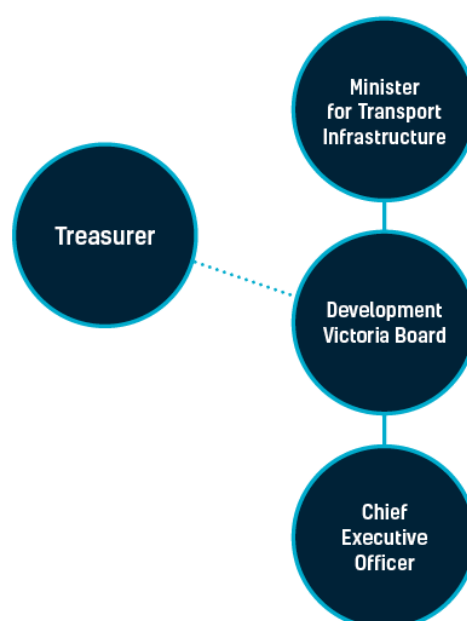 Minister
for Transport
Infrastructure
Treasurer
Development
Victoria Board
Chief
Executive
Officer